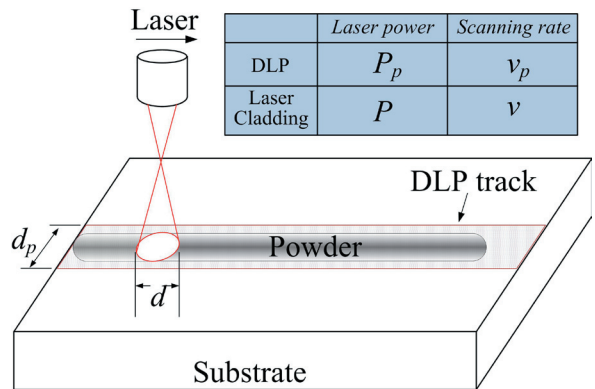 Laser
Laser power Scanning rate
DLP P_p v_p
Laser
Cladding P v
DLP track
d_p
Powder
d
Substrate